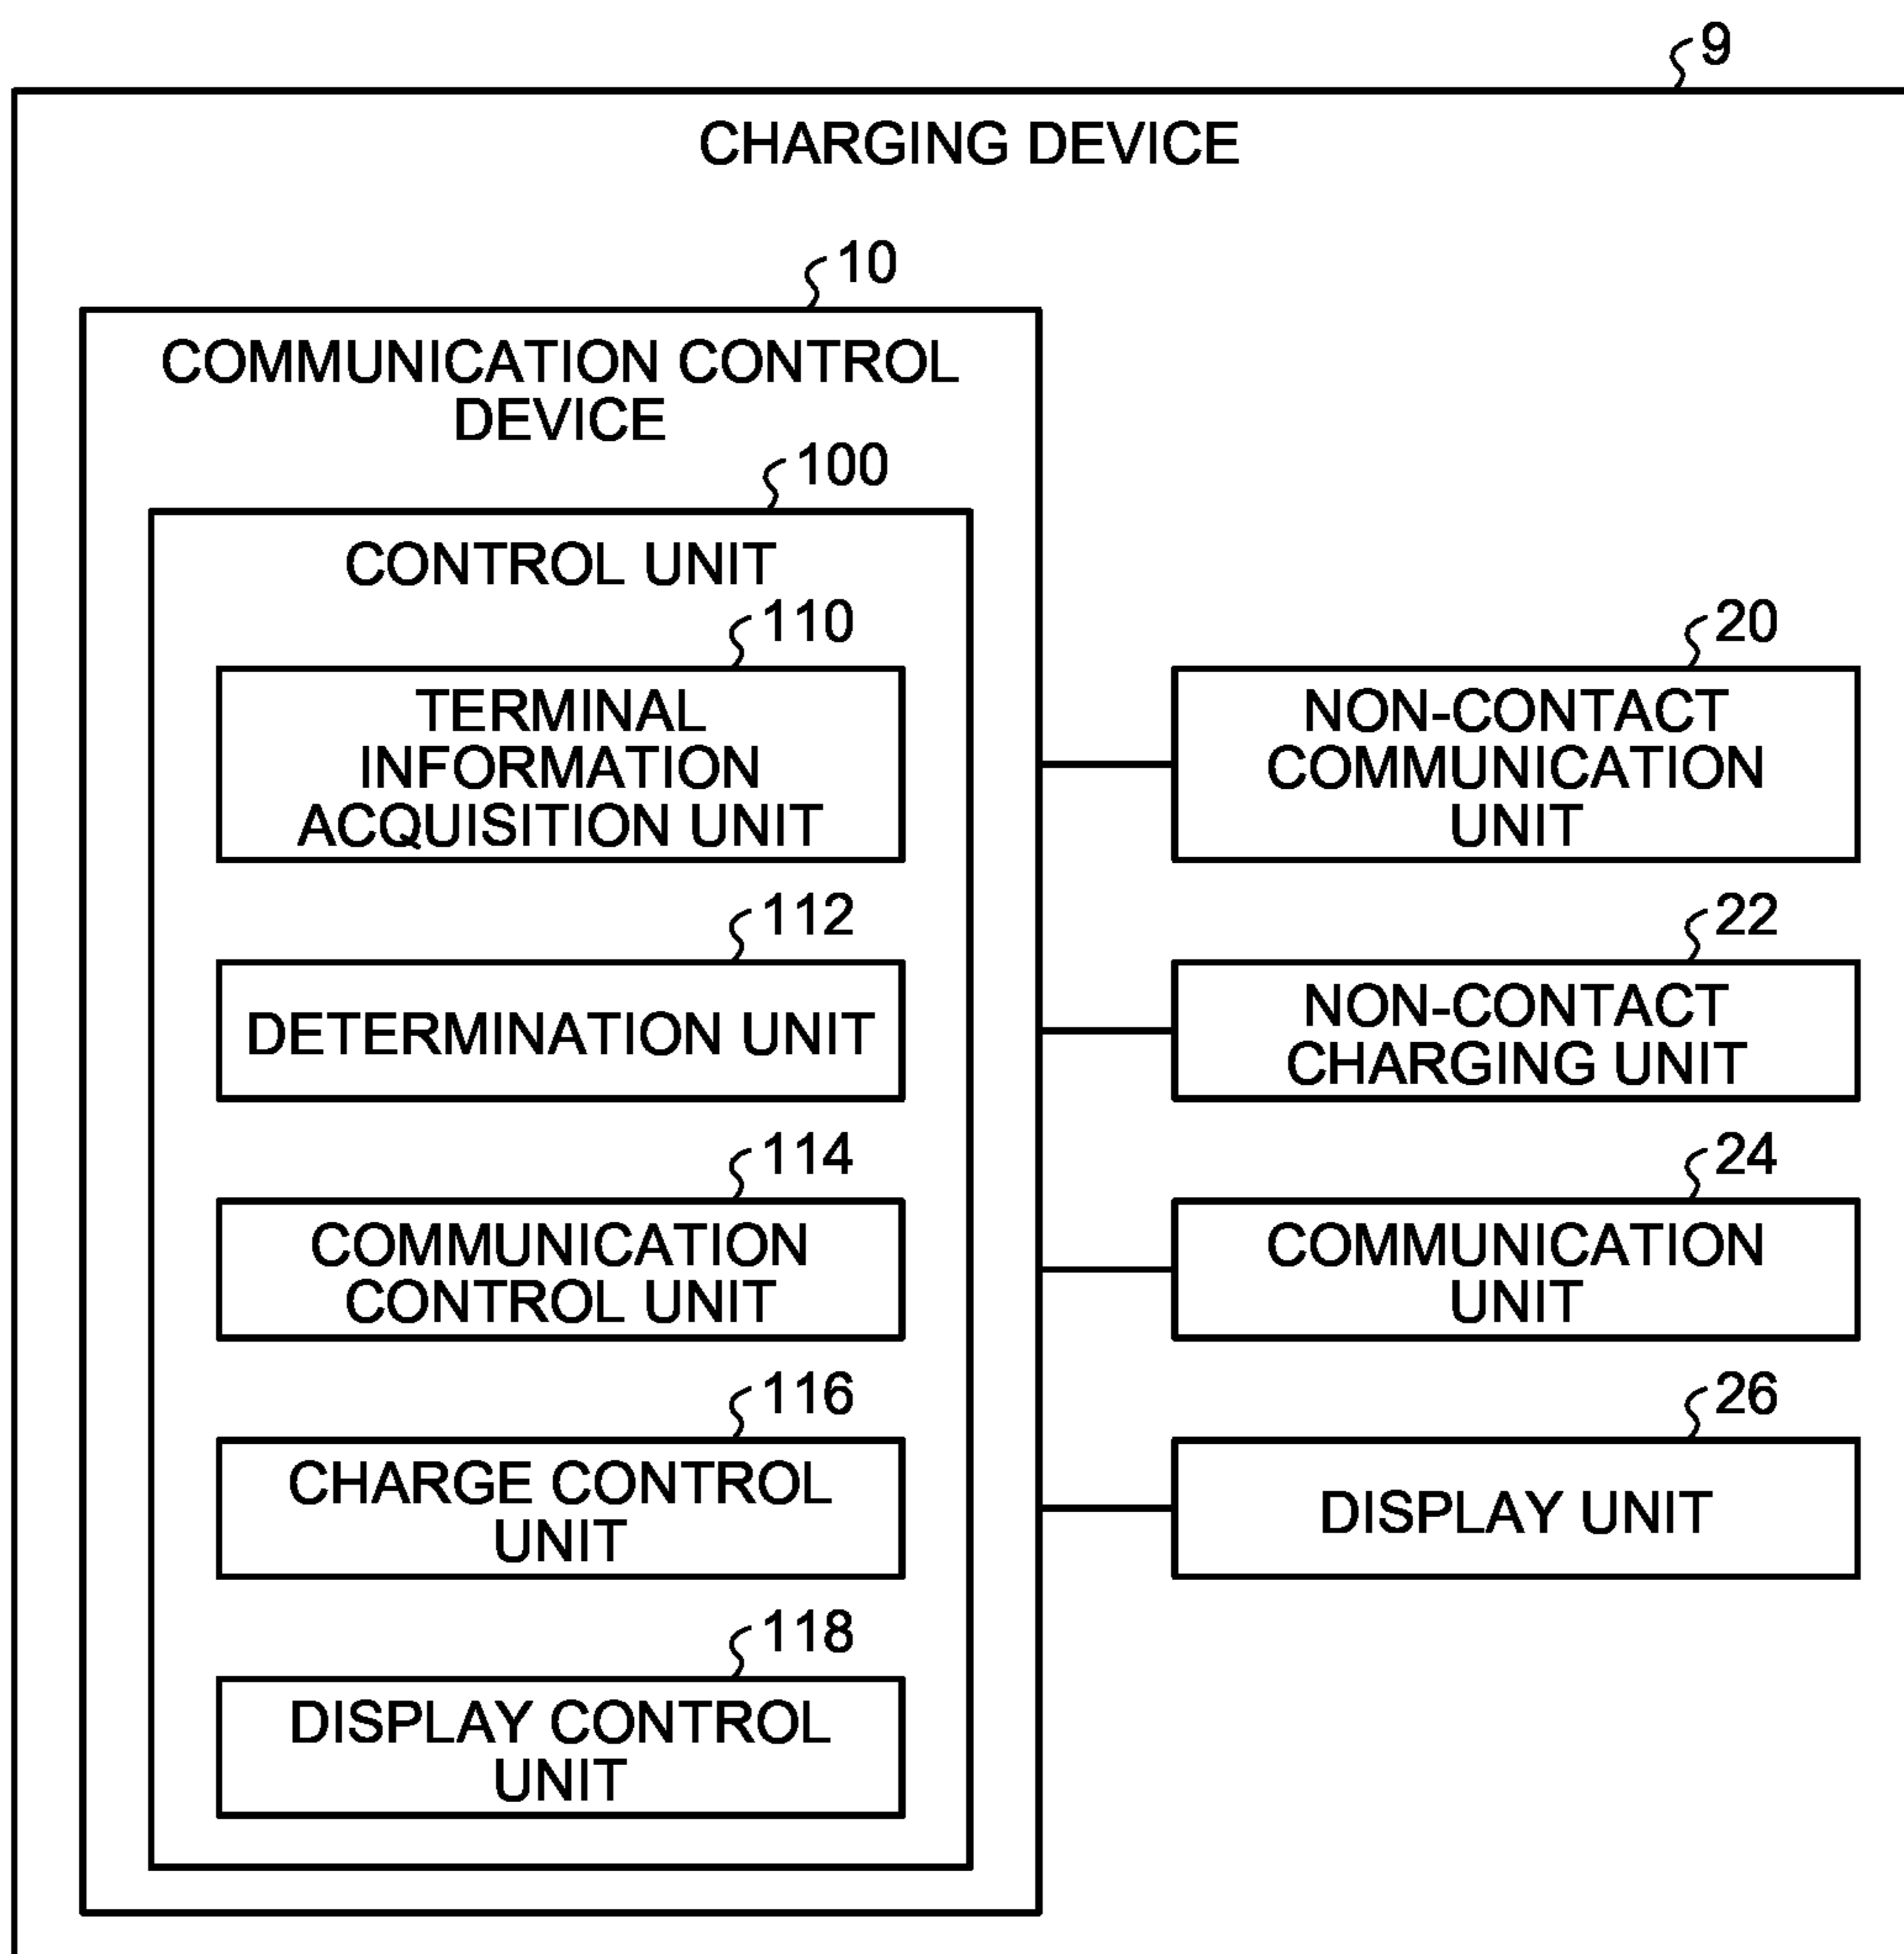 9
CHARGING DEVICE
10
COMMUNICATION CONTROL
DEVICE
100
CONTROL UNIT
110
TERMINAL
INFORMATION
ACQUISITION UNIT
112
DETERMINATION UNIT
114
COMMUNICATION
CONTROL UNIT
116
CHARGE CONTROL
UNIT
118
DISPLAY CONTROL
UNIT
20
NON-CONTACT
COMMUNICATION
UNIT
22
NON-CONTACT
CHARGING UNIT
24
COMMUNICATION
UNIT
26
DISPLAY UNIT